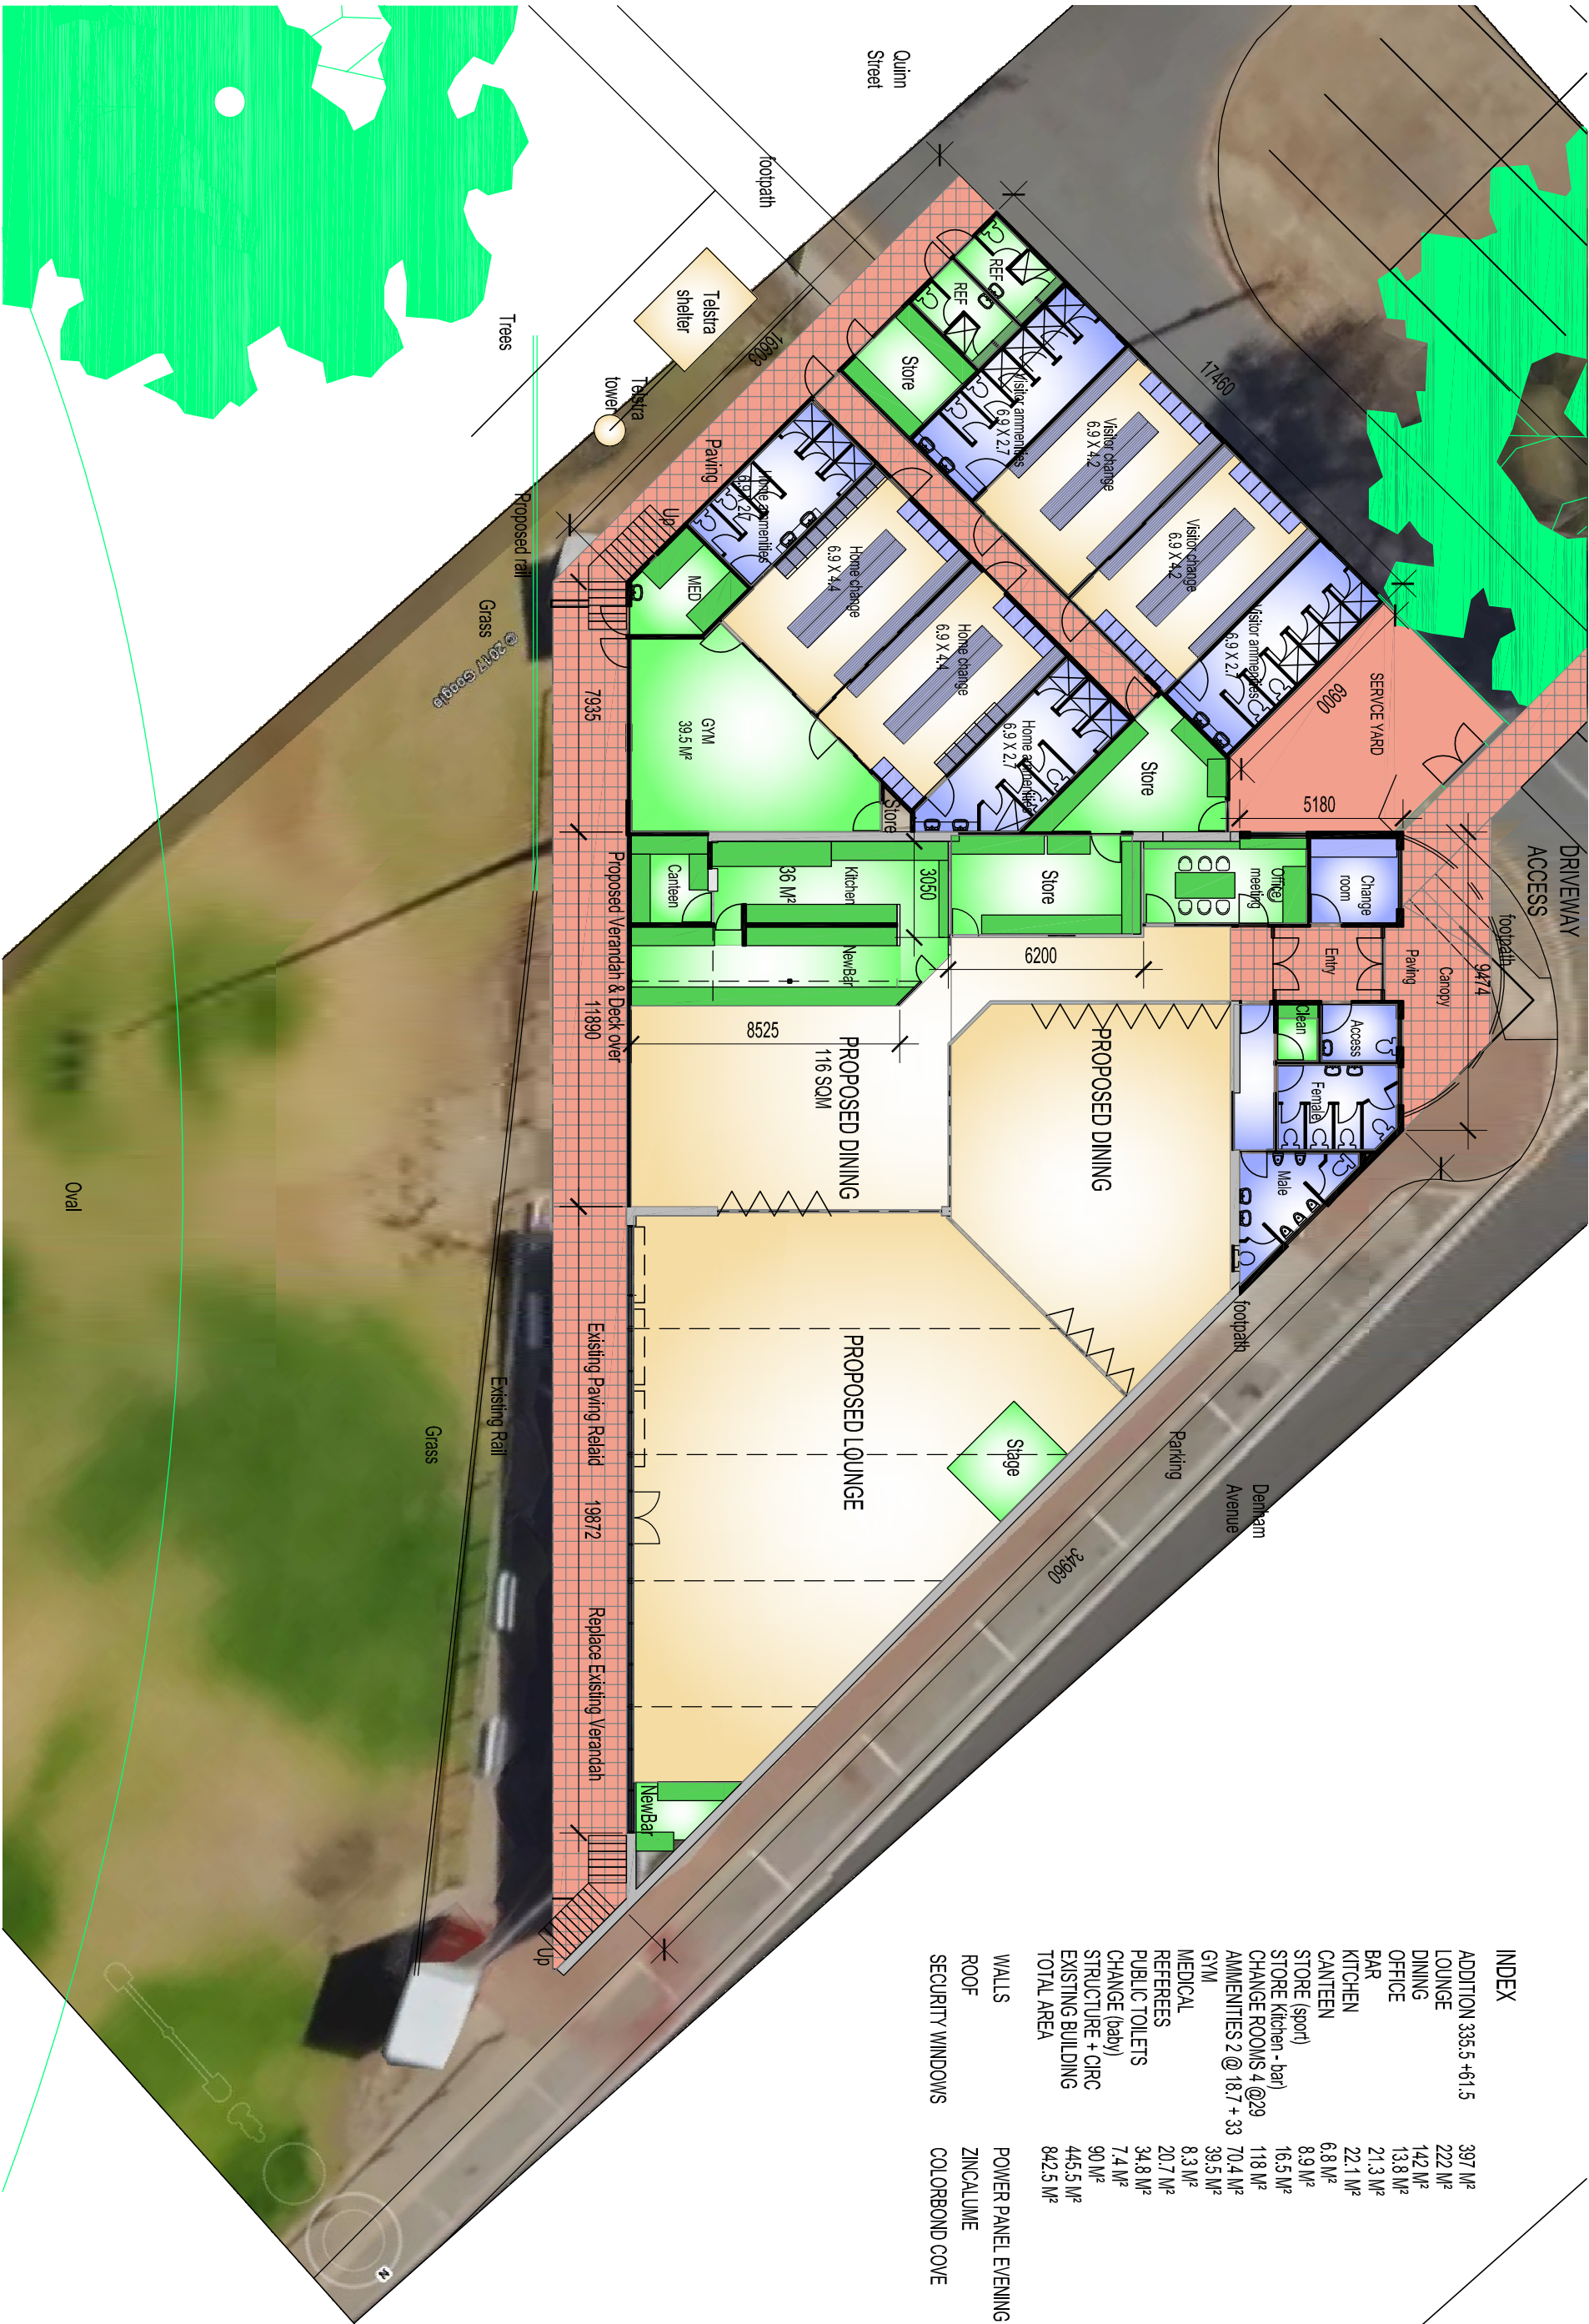 INDEX
ADDITION 335.5 +61.5 397 M²
LOUNGE 222 M²
DINING 142 M²
OFFICE 13.8 M²
BAR 21.3 M²
KITCHEN 22.1 M²
CANTEEN 6.8 M²
STORE (sport) 8.9 M²
STORE Kitchen - bar) 16.5 M²
CHANGE ROOMS 4 @29 118 M²
AMMENITIES 2 @ 18.7 + 33 70.4 M²
GYM 39.5 M²
MEDICAL 8.3 M²
REFEREES 20.7 M²
PUBLIC TOILETS 34.8 M²
CHANGE (baby) 7.4 M²
STRUCTURE + CIRC 90 M²
EXISTING BUILDING 445.5 M²
TOTAL AREA 842.5 M²
WALLS POWER PANEL EVENING
ROOF ZINCALUME
SECURITY WINDOWS COLORBOND COVE
DRIVEWAY
ACCESS
footpath
9474
Canopy
Paving
Entry
Change
room
SERVCE YARD
5180
6900
17460
Quinn
Street
footpath
Telstra
shelter
16603
Telstra
tower
Trees
Proposed rail
Grass
© 2017 Google
Paving
Up
REF
REF
Store
Visitor ammenities
6.9 X 2.7
Visitor change
6.9 X 4.2
Visitor change
6.9 X 4.2
Visitor ammenities
6.9 X 2.7
Home ammenities
6.9 X 2.7
Home change
6.9 X 4.4
Home change
6.9 X 4.4
Home ammenities
6.9 X 2.7
MED
GYM
39.5 M²
Store
Store
7935
Canteen
Kitchen
36 M²
3050
Store
Office
meeting
NewBar
6200
8525
Clean
Access
Female
Male
footpath
PROPOSED DINING
116 SQM
PROPOSED DINING
PROPOSED LOUNGE
Stage
Parking
Denham
Avenue
34960
Proposed Verandah & Deck over
11890
Existing Paving Relaid
19872
Replace Existing Verandah
NewBar
Up
Existing Rail
Grass
Oval
N